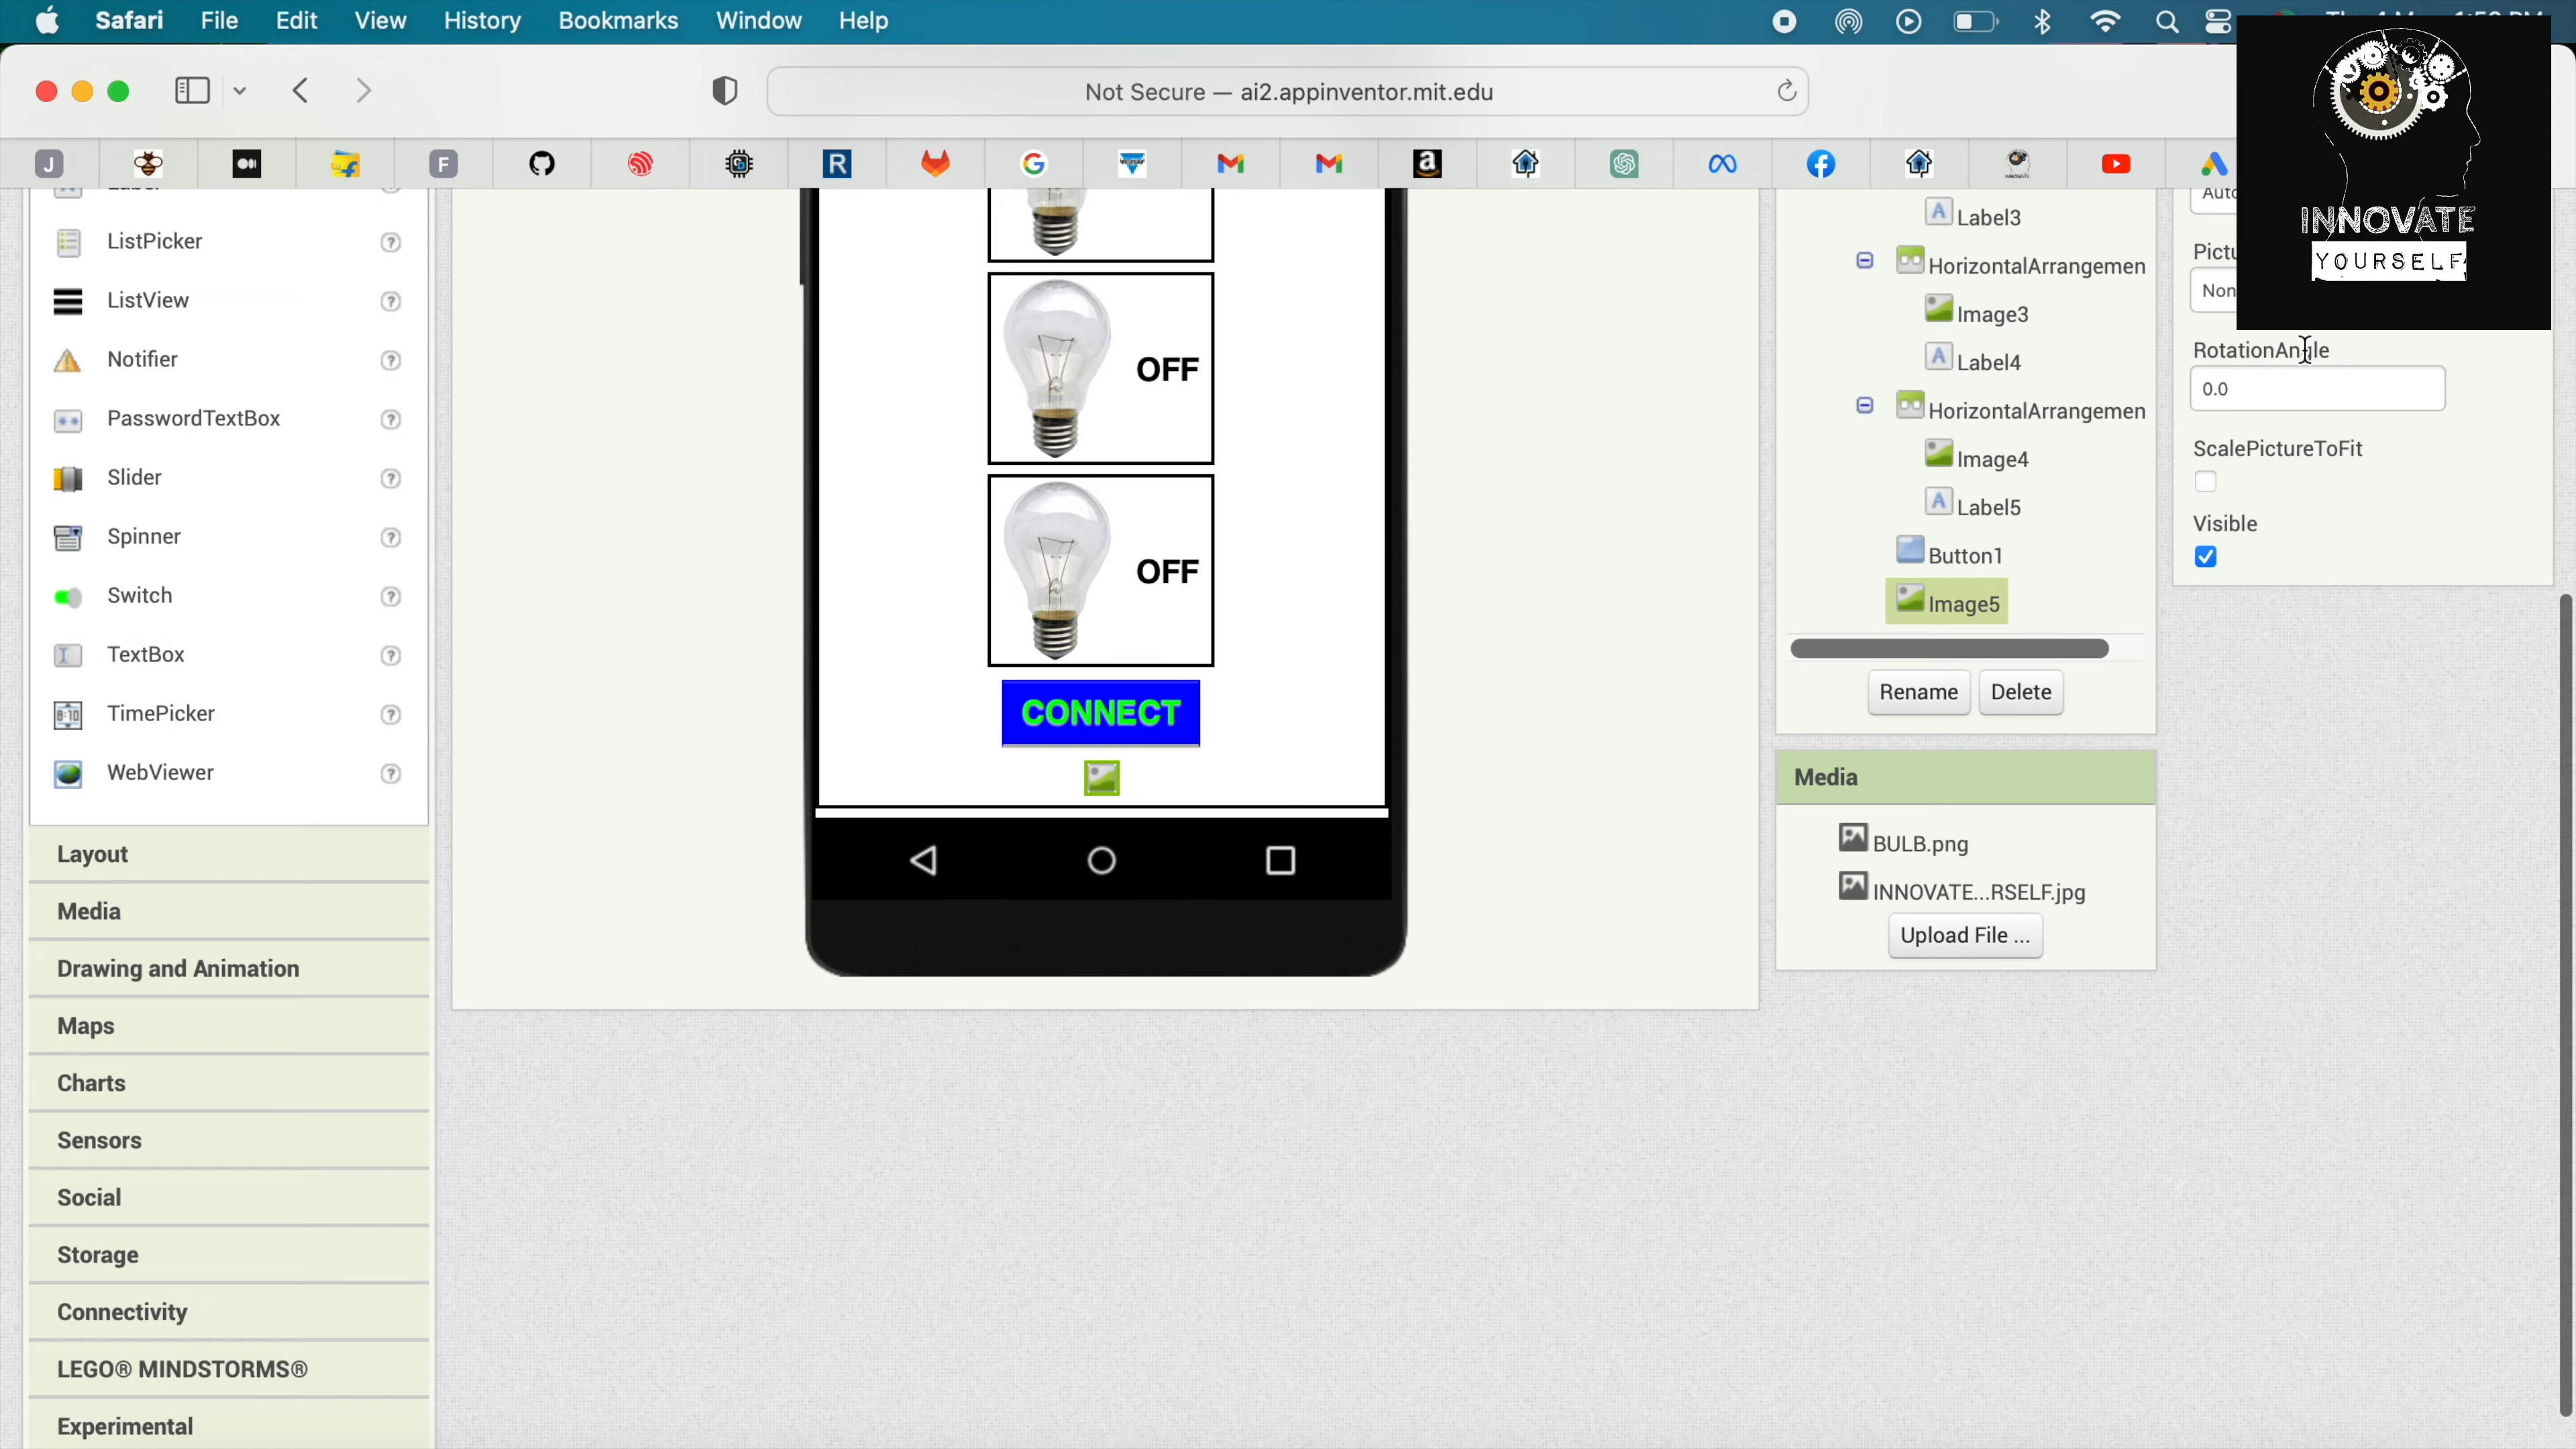 Safari File Edit View History Bookmarks Window Help
Not Secure — ai2.appinventor.mit.edu
INNOVATE
YOURSELF
ListPicker
ListView
Notifier
PasswordTextBox
Slider
Spinner
Switch
TextBox
TimePicker
WebViewer
Layout
Media
Drawing and Animation
Maps
Charts
Sensors
Social
Storage
Connectivity
LEGO® MINDSTORMS®
Experimental
OFF
OFF
CONNECT
Label3
HorizontalArrangemen
Image3
Label4
HorizontalArrangemen
Image4
Label5
Button1
Image5
Rename Delete
Media
BULB.png
INNOVATE...RSELF.jpg
Upload File ...
RotationAngle
0.0
ScalePictureToFit
Visible